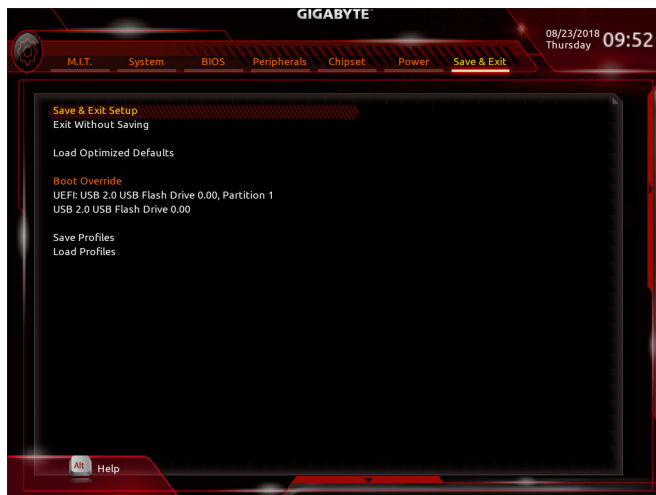 GIGABYTE™
08/23/2018
Thursday
09:52
M.I.T. System BIOS Peripherals Chipset Power Save & Exit
Save & Exit Setup
Exit Without Saving
Load Optimized Defaults
Boot Override
UEFI: USB 2.0 USB Flash Drive 0.00, Partition 1
USB 2.0 USB Flash Drive 0.00
Save Profiles
Load Profiles
Alt Help